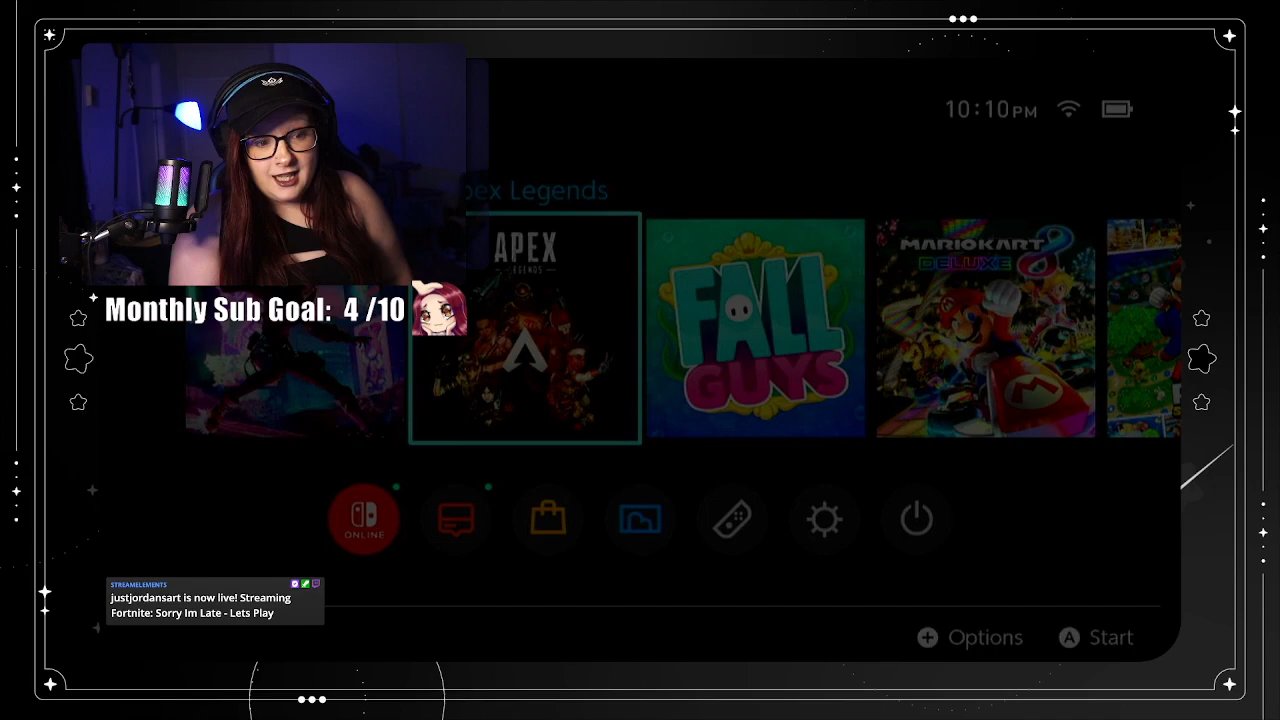 10:10PM
pex Legends
APEX
LEGENDS
FALL
GUYS
MARIOKART 8
DELUXE
Monthly Sub Goal: 4 /10
ONLINE
STREAMELEMENTS
justjordansart is now live! Streaming
Fortnite: Sorry Im Late - Lets Play
Options
A Start